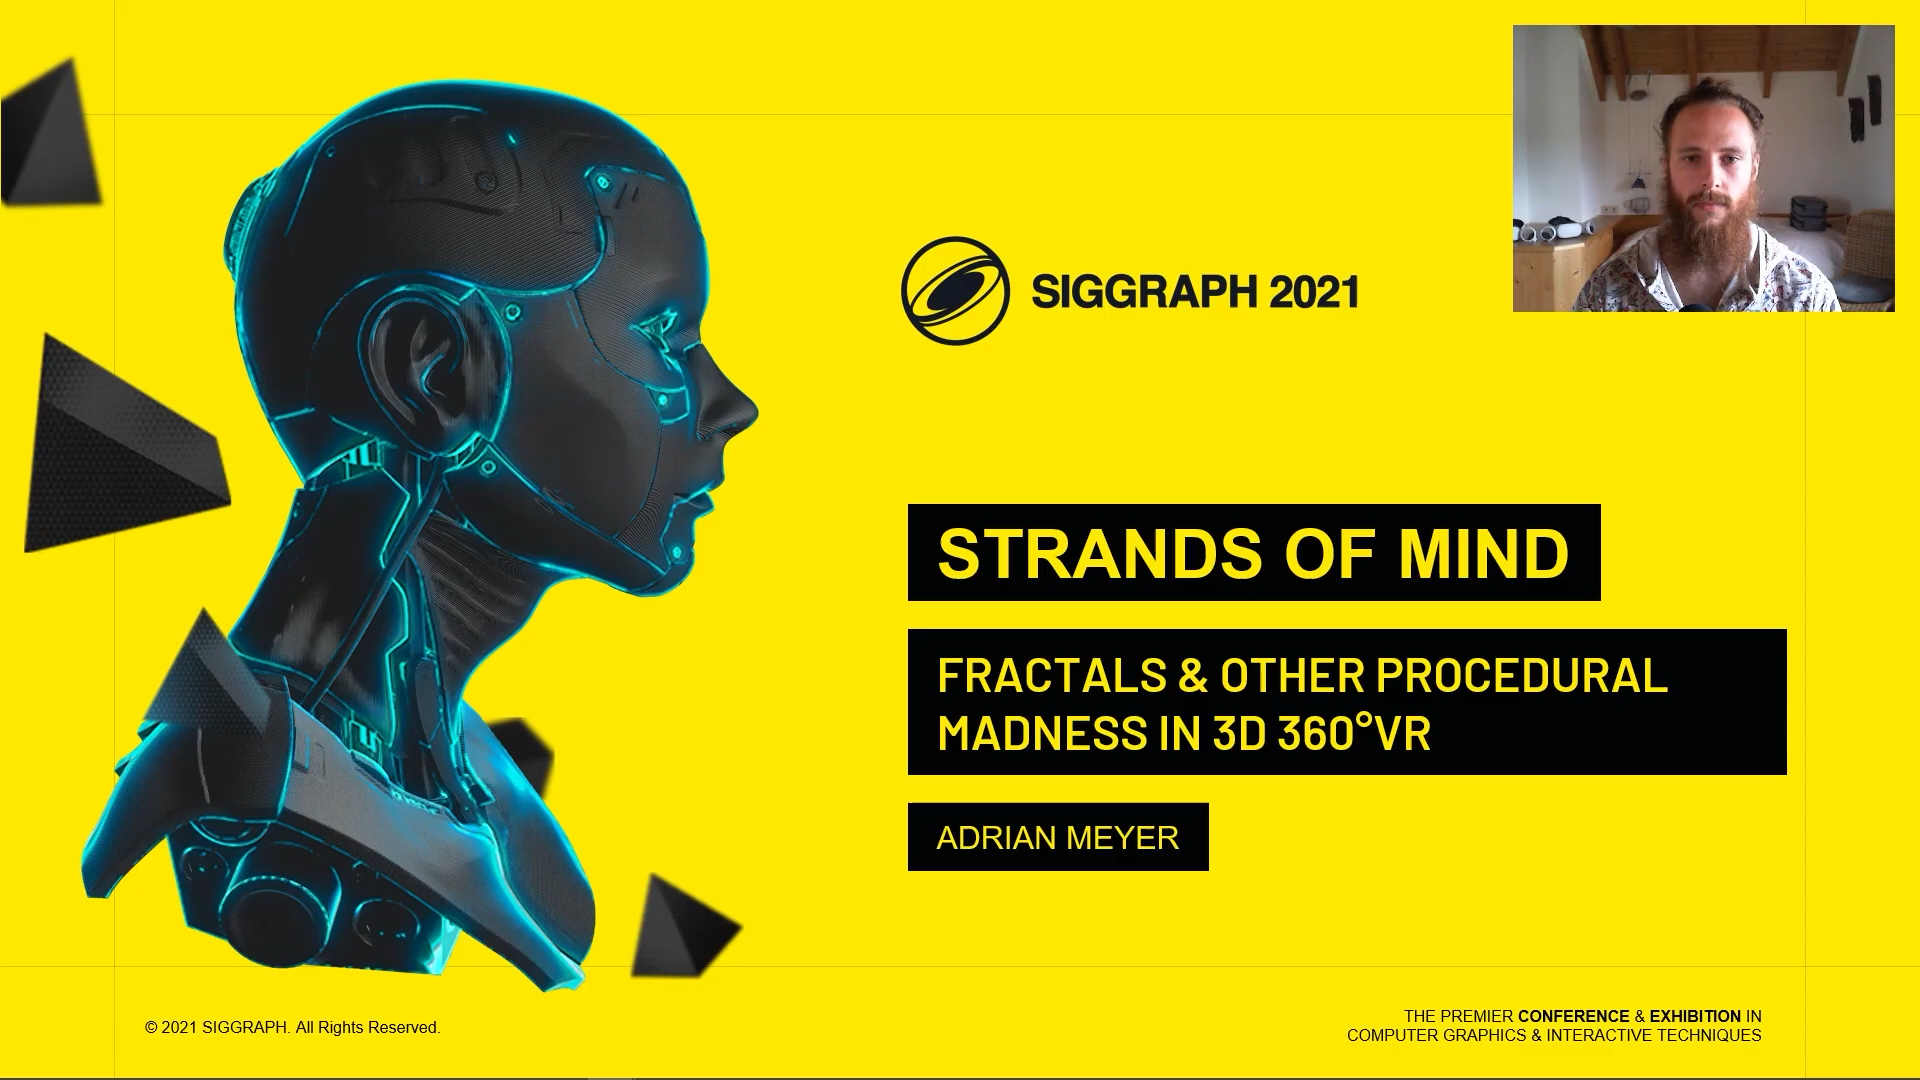 SIGGRAPH 2021
STRANDS OF MIND
FRACTALS & OTHER PROCEDURAL
MADNESS IN 3D 360°VR
ADRIAN MEYER
© 2021 SIGGRAPH. All Rights Reserved.
THE PREMIER CONFERENCE & EXHIBITION IN
COMPUTER GRAPHICS & INTERACTIVE TECHNIQUES